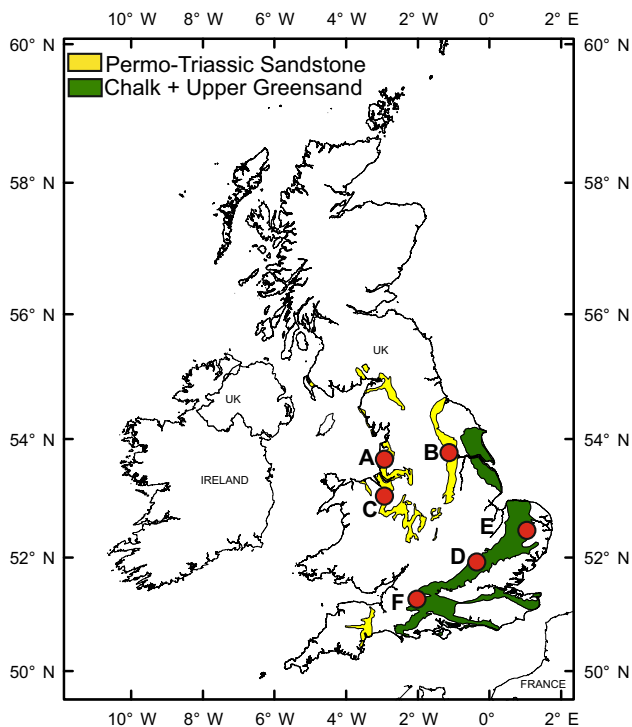 10° W 8° W 6° W 4° W 2° W 0° 2° E
60° N 60° N
Permo-Triassic Sandstone
Chalk + Upper Greensand
58° N 58° N
56° N 56° N
UK
UK
54° N 54° N
A B
IRELAND
C
E
52° N D 52° N
F
50° N 50° N
FRANCE
10° W 8° W 6° W 4° W 2° W 0° 2° E